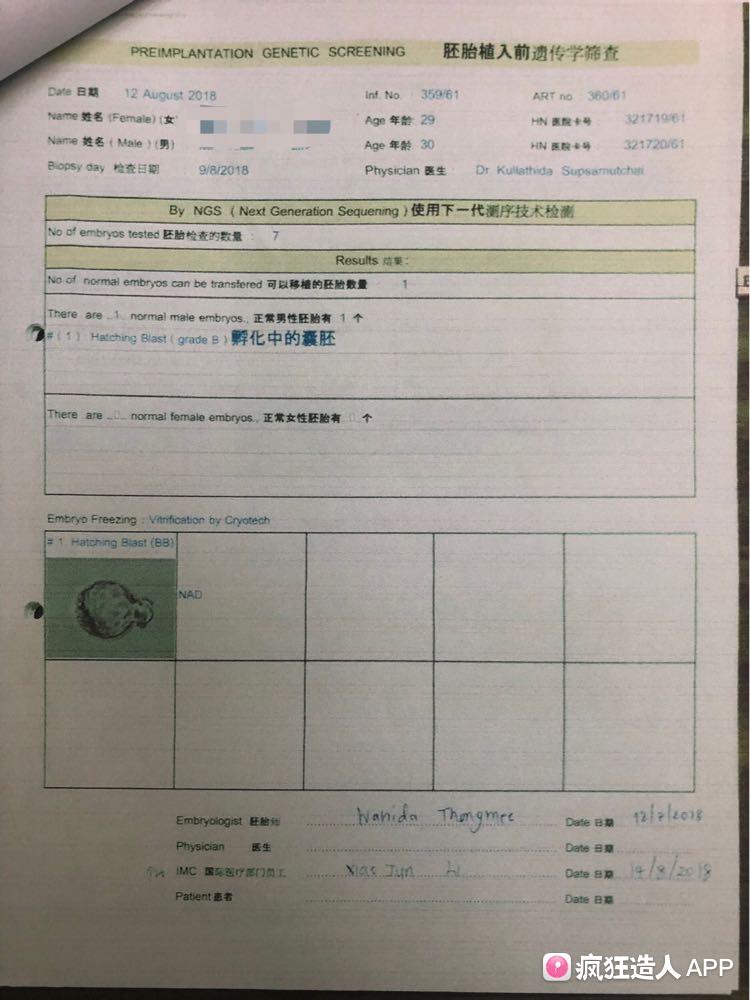 PREIMPLANTATION GENETIC SCREENING 胚胎植入前遗传学筛查
Date 日期 12 August 2018 Inf. No. 359/61 ART no. 360/61
Name 姓名 (Female) (女) Age 年龄 29 HN 医院卡号 321719/61
Name 姓名 (Male) (男) Age 年龄 30 HN 医院卡号 321720/61
Biopsy day 检查日期 9/8/2018 Physician 医生 Dr. Kullathida Supsamutchai
By NGS (Next Generation Sequening) 使用下一代测序技术检测
No of embryos tested 胚胎检查的数量 : 7
Results 结果:
No of normal embryos can be transfered 可以移植的胚胎数量 1
There are ..1.. normal male embryos., 正常男性胚胎有 1 个
# (1) Hatching Blast (grade B) 孵化中的囊胚
There are ..0.. normal female embryos., 正常女性胚胎有 0 个
Embryo Freezing : Vitrification by Cryotech
# 1. Hatching Blast (BB)
NAD
Embryologist 胚胎师 Wanida Thongmee Date 日期 12/8/2018
Physician 医生 Date 日期
IMC 国际医疗部门员工 Xiao Jun Li Date 日期 14/8/2018
Patient 患者 Date 日期
疯狂造人 APP